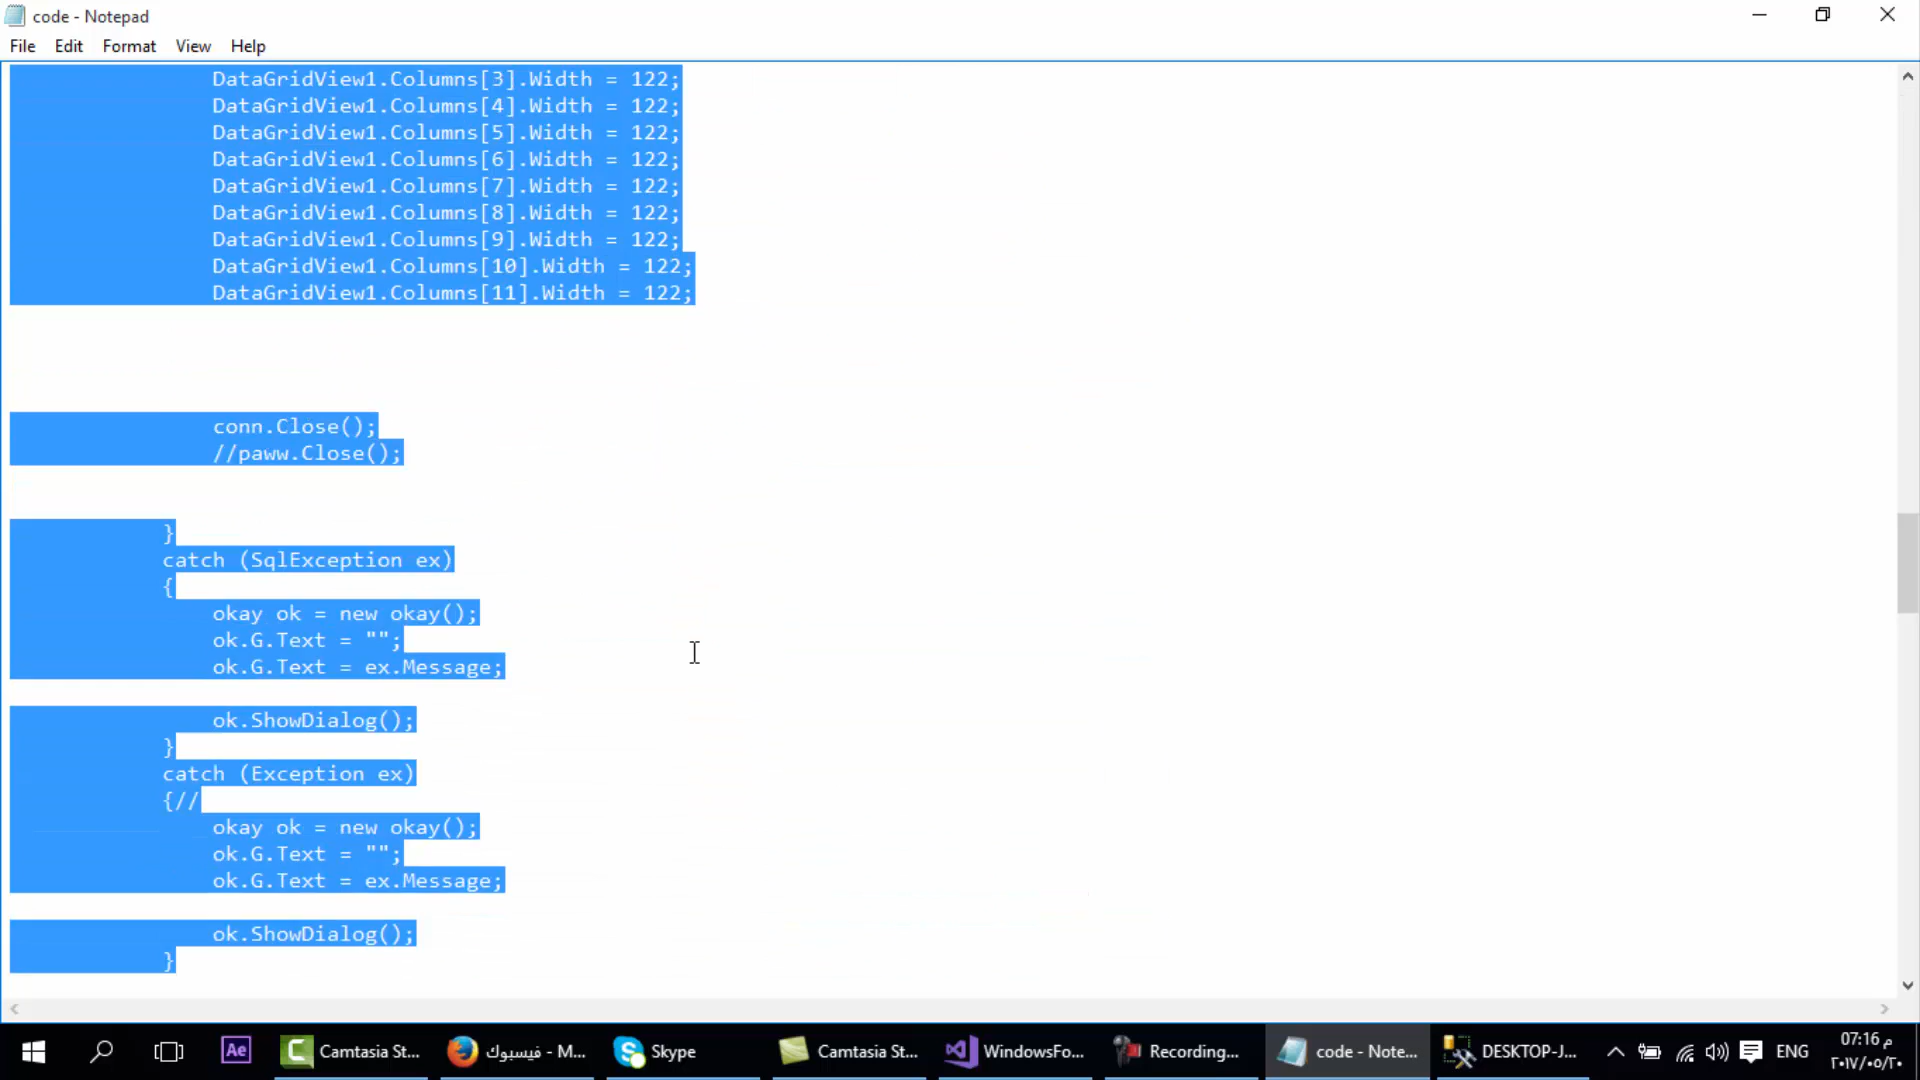 code - Notepad
File Edit Format View Help
DataGridView1.Columns[3].Width = 122;
DataGridView1.Columns[4].Width = 122;
DataGridView1.Columns[5].Width = 122;
DataGridView1.Columns[6].Width = 122;
DataGridView1.Columns[7].Width = 122;
DataGridView1.Columns[8].Width = 122;
DataGridView1.Columns[9].Width = 122;
DataGridView1.Columns[10].Width = 122;
DataGridView1.Columns[11].Width = 122;
conn.Close();
//paww.Close();
}
catch (SqlException ex)
{
okay ok = new okay();
ok.G.Text = "";
ok.G.Text = ex.Message;
ok.ShowDialog();
}
catch (Exception ex)
{//
okay ok = new okay();
ok.G.Text = "";
ok.G.Text = ex.Message;
ok.ShowDialog();
}
Ae Camtasia St... فيسبوك - M... Skype Camtasia St... WindowsFo... Recording... code - Note... DESKTOP-J... ENG 07:16 م
٢٠١٧/٠٥/٢٠